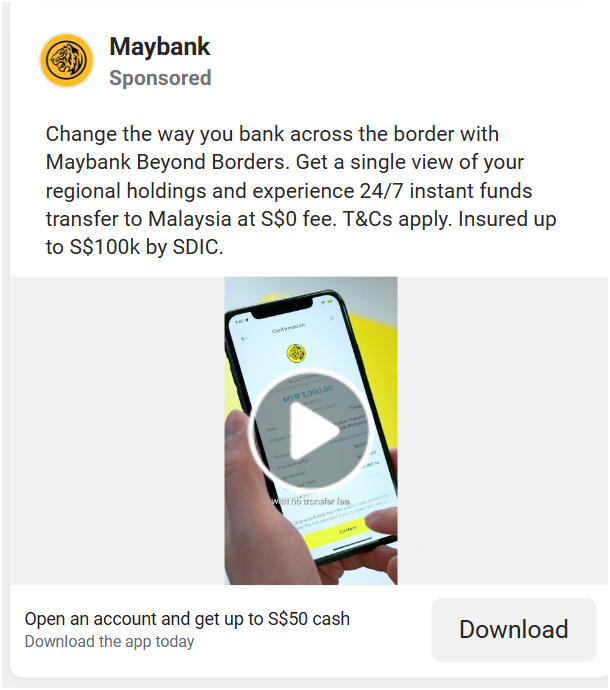 Maybank
Sponsored
Change the way you bank across the border with
Maybank Beyond Borders. Get a single view of your
regional holdings and experience 24/7 instant funds
transfer to Malaysia at S$0 fee. T&Cs apply. Insured up
to S$100k by SDIC.
Confirmation
MYR 3,000.00
with no transfer fee.
Confirm
Open an account and get up to S$50 cash
Download the app today
Download